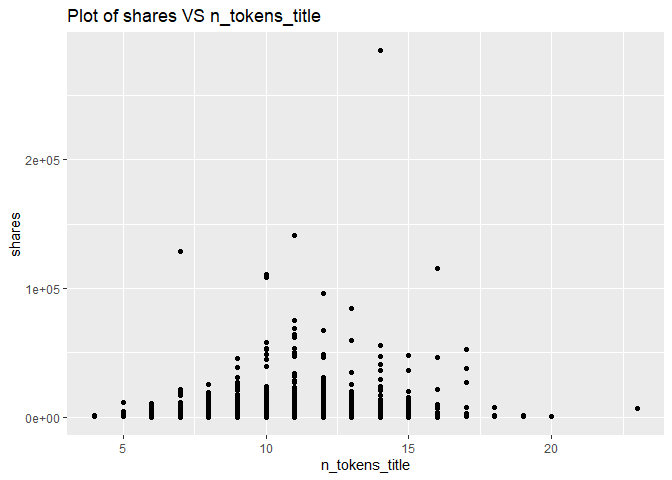 Plot of shares VS n_tokens_title
2e+05
1e+05
0e+00
shares
5 10 15 20
n_tokens_title